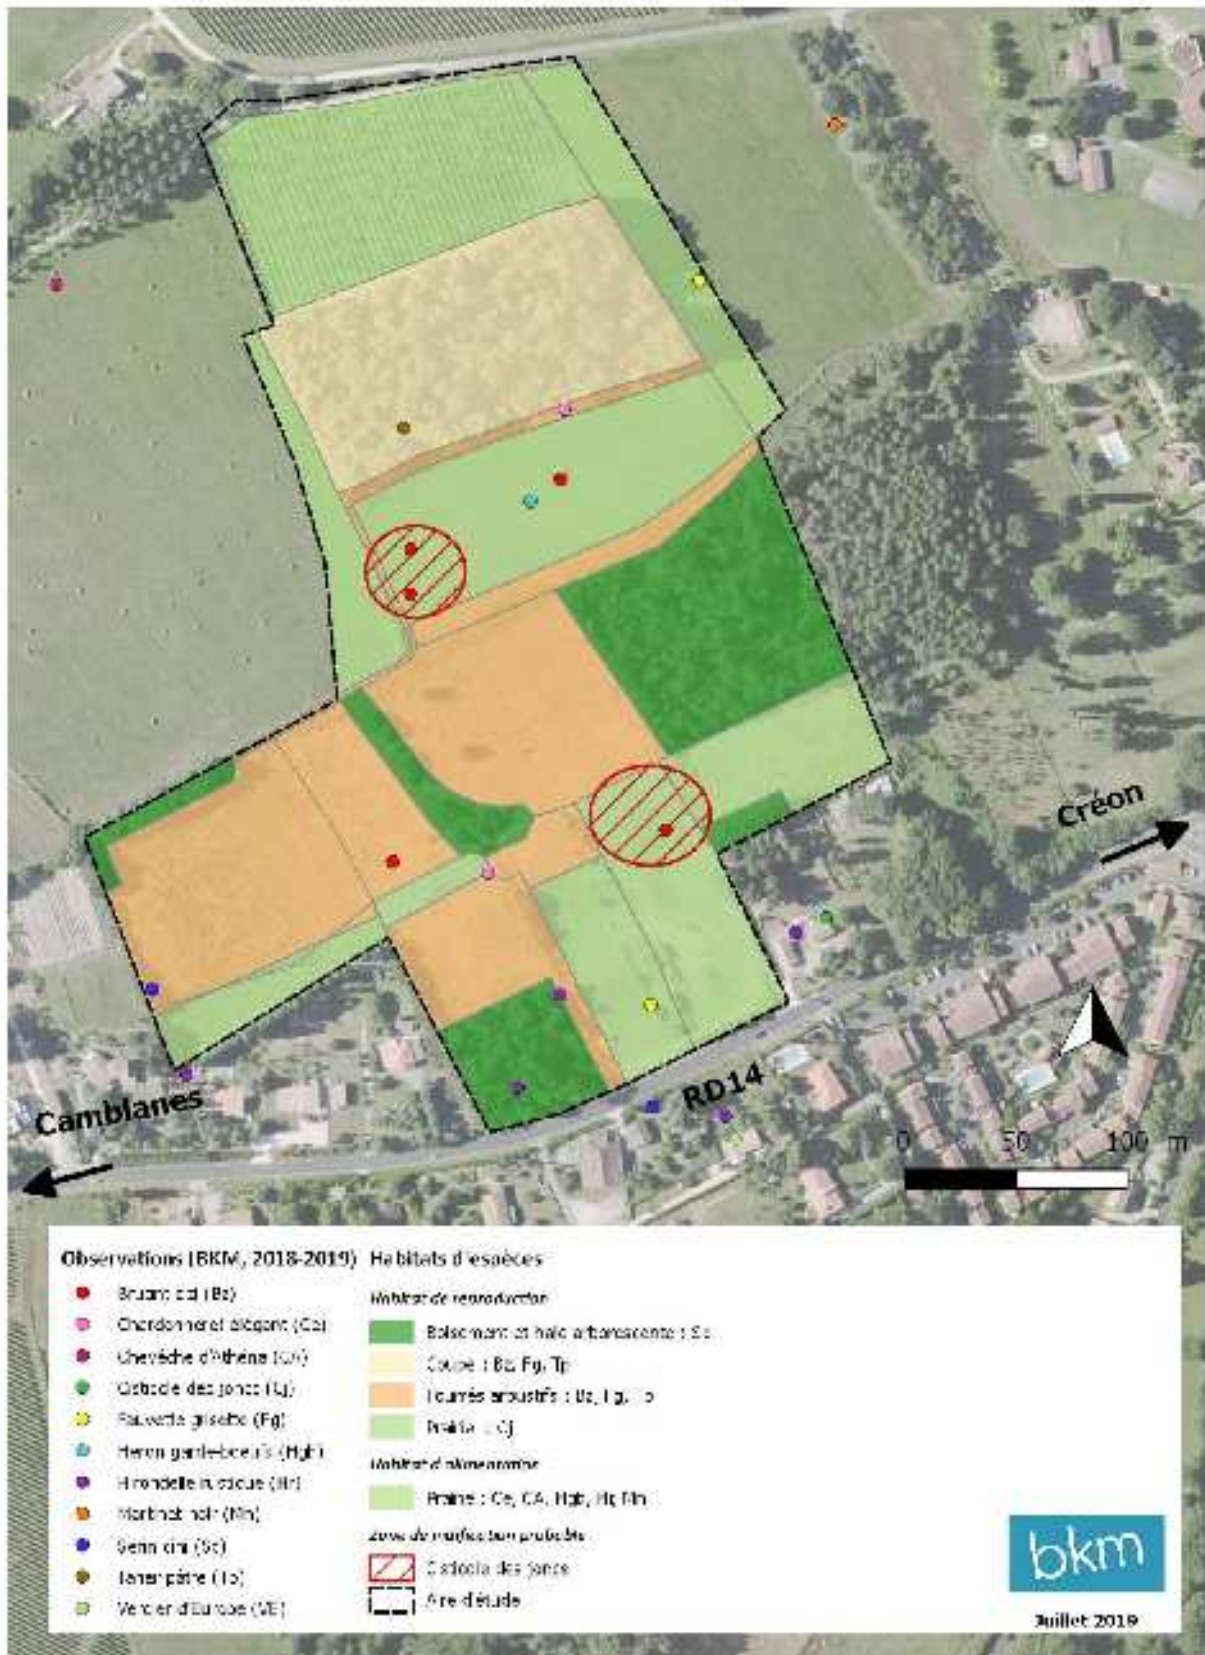 Créon
RD14
Camblanes
0 50 100 m
Observations (BKM, 2018-2019)
Bruant zizi (Bz)
Chardonneret élégant (Ce)
Chevêche d'Athéna (CA)
Cisticole des joncs (Cj)
Fauvette grisette (Fg)
Heron garde-boeufs (Hgb)
Hirondelle rustique (Hr)
Martinet noir (Mn)
Serin cini (Sc)
Tarier pâtre (Tp)
Verdier d'Europe (VE)
Habitats d'espèces
Habitat de reproduction
Boisement et haie arborescente : Sc
Coupe : Bz, Fg, Tp
Fourrés arbustifs : Bz, Fg, Tp
Prairie : Cj
Habitat d'alimentation
Prairie : Ce, CA, Hgb, Hr, Mn
Zone de nidification probable
Cisticole des joncs
Aire d'étude
bkm
Juillet 2019